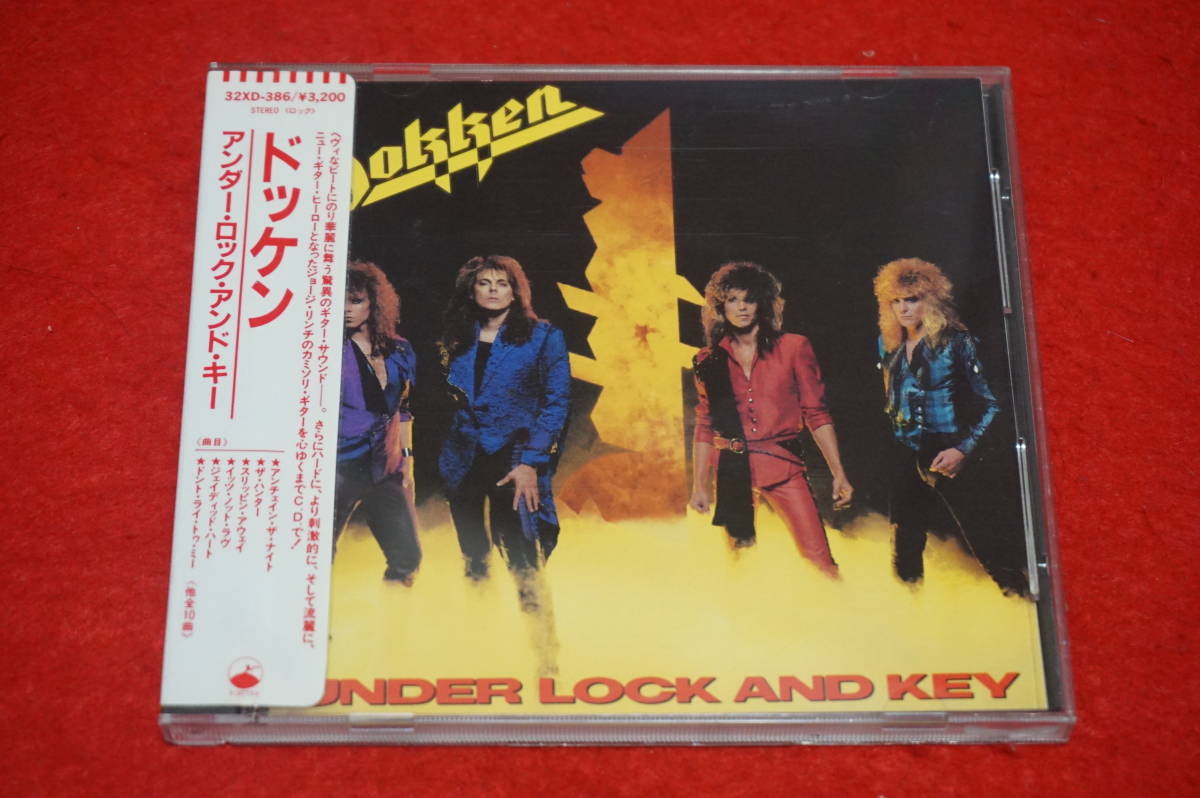 32XD-386/¥3,200
STEREO 〈ロック〉
ドッケン
アンダー・ロック・アンド・キー
ヘヴィなビートにのり華麗に舞う驚異のギター・サウンド――。さらにハードに、より刺激的に、そして流麗に、
ニュー・ギター・ヒーローとなったジョージ・リンチのカミソリ・ギターを心ゆくまでC.D.で!
〈曲目〉
★アンチェイン・ザ・ナイト
★ザ・ハンター
★スリッピン・アウェイ
★イッツ・ノット・ラヴ
★ジェイディッド・ハート
★ドント・ライ・トゥ・ミー
〈他全10曲〉
Dokken
UNDER LOCK AND KEY